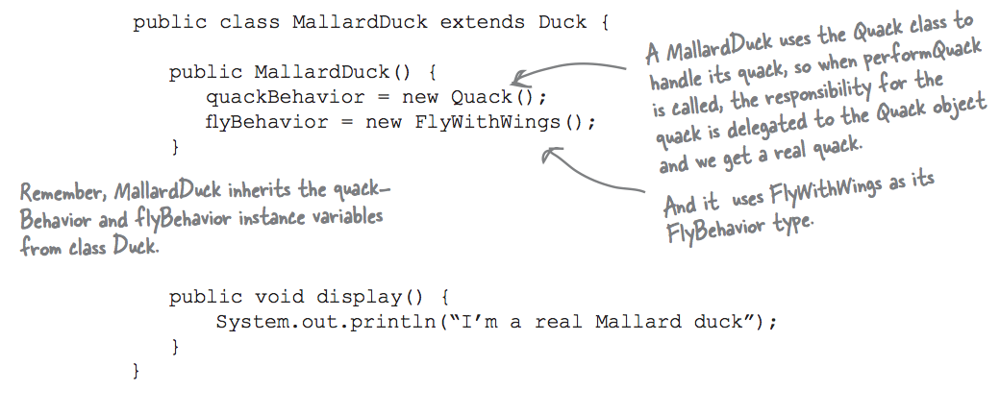 public class MallardDuck extends Duck {
public MallardDuck() {
quackBehavior = new Quack();
flyBehavior = new FlyWithWings();
}
A MallardDuck uses the Quack class to
handle its quack, so when performQuack
is called, the responsibility for the
quack is delegated to the Quack object
and we get a real quack.
And it uses FlyWithWings as its
FlyBehavior type.
Remember, MallardDuck inherits the quack-
Behavior and flyBehavior instance variables
from class Duck.
public void display() {
System.out.println(“I’m a real Mallard duck”);
}
}